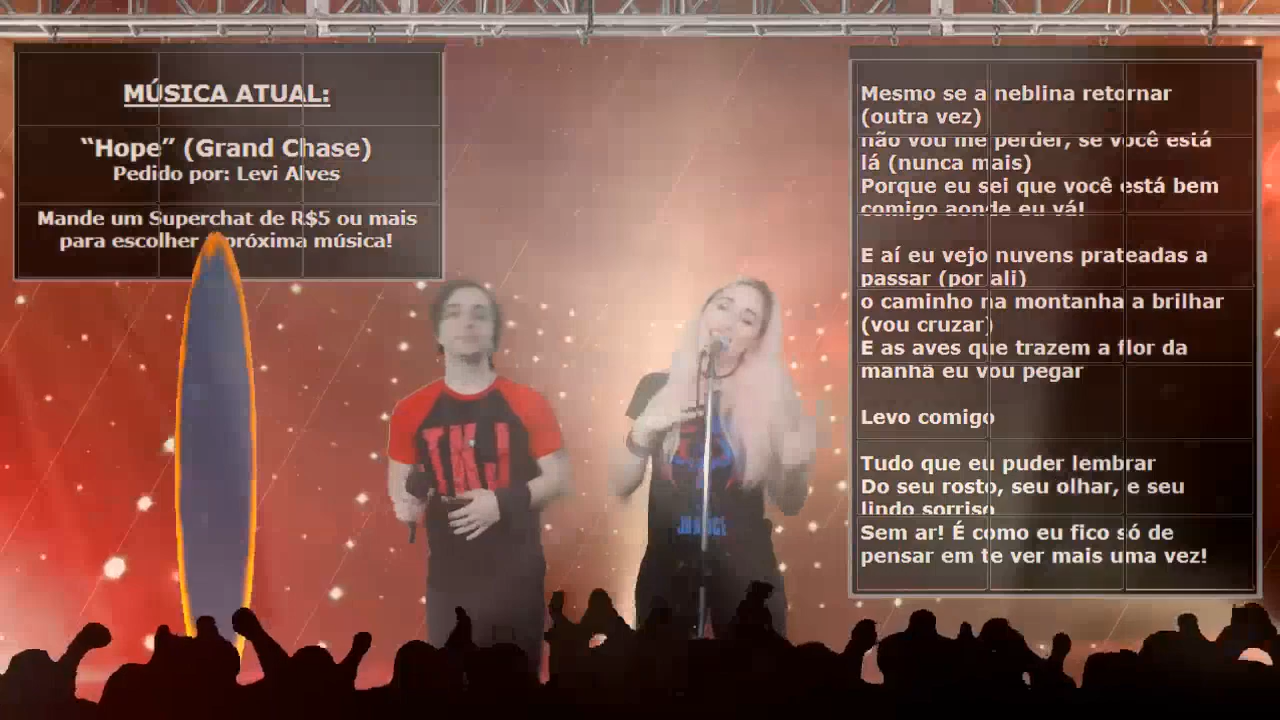 MÚSICA ATUAL:
“Hope” (Grand Chase)
Pedido por: Levi Alves
Mande um Superchat de R$5 ou mais
para escolher próxima música!
Mesmo se a neblina retornar
(outra vez)
não vou me perder, se você está
lá (nunca mais)
Porque eu sei que você está bem
comigo aonde eu vá!
E aí eu vejo nuvens prateadas a
passar (por ali)
o caminho na montanha a brilhar
(vou cruzar)
E as aves que trazem a flor da
manhã eu vou pegar
Levo comigo
Tudo que eu puder lembrar
Do seu rosto, seu olhar, e seu
lindo sorriso
Sem ar! É como eu fico só de
pensar em te ver mais uma vez!
TKJ